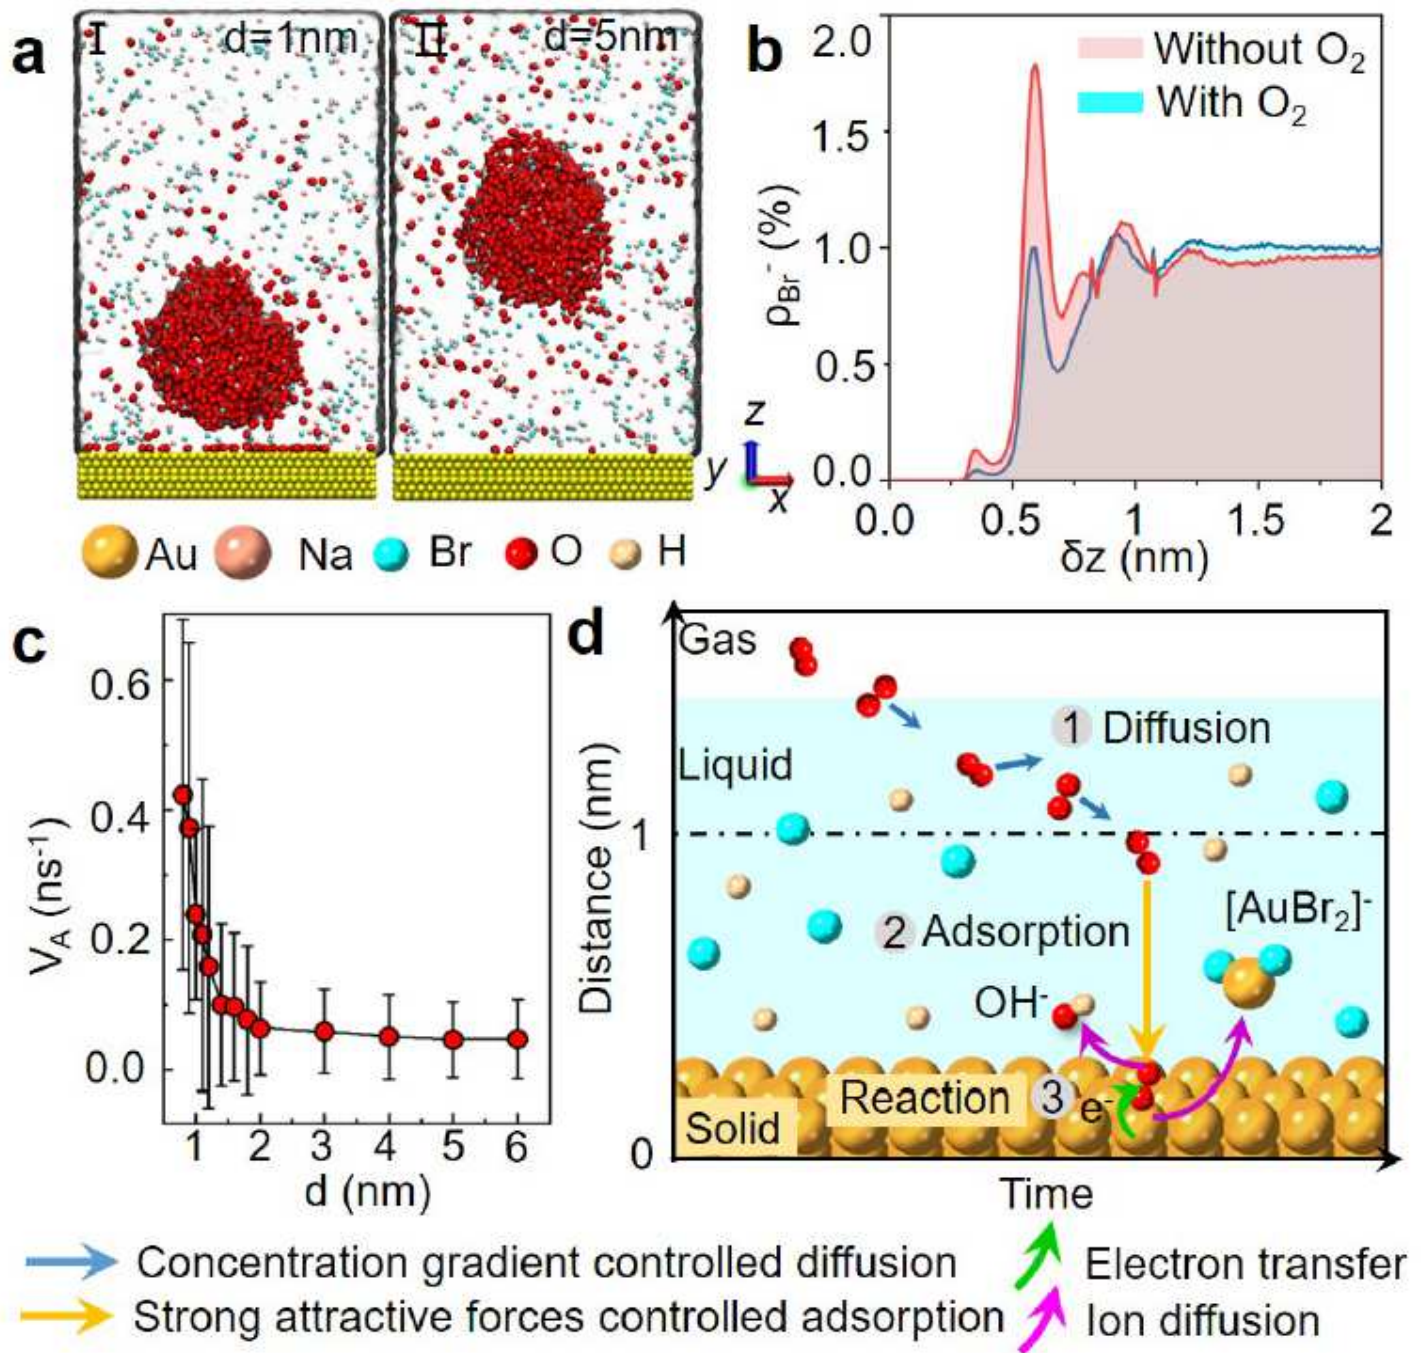 a
I
d=1nm
II
d=5nm
Au
Na
Br
O
H
z
y
x
b
Without O₂
With O₂
ρBr⁻ (%)
2.0
1.5
1.0
0.5
0.0
0.0 0.5 1 1.5 2
δz (nm)
c
VA (ns⁻¹)
0.6
0.4
0.2
0.0
1 2 3 4 5 6
d (nm)
d
Gas
1 Diffusion
Liquid
Distance (nm)
1
[AuBr₂]⁻
2 Adsorption
OH⁻
Reaction 3 e⁻
Solid
0
Time
Concentration gradient controlled diffusion
Strong attractive forces controlled adsorption
Electron transfer
Ion diffusion